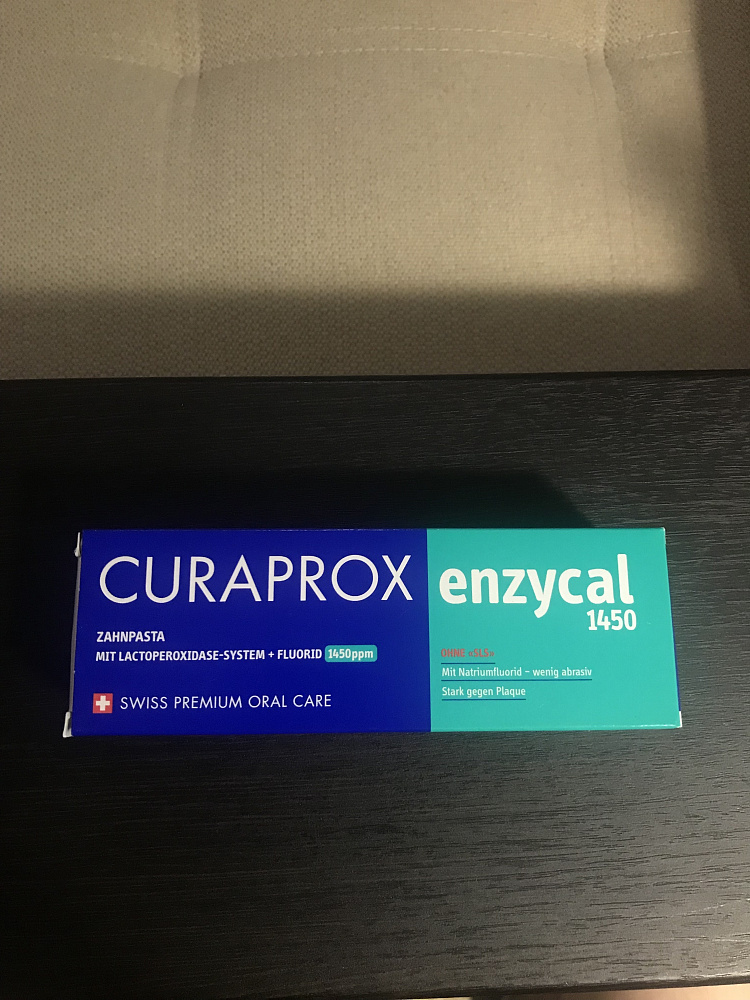 CURAPROX
ZAHNPASTA
MIT LACTOPEROXIDASE-SYSTEM + FLUORID 1450ppm
SWISS PREMIUM ORAL CARE
enzycal
1450
OHNE «SLS»
Mit Natriumfluorid – wenig abrasiv
Stark gegen Plaque